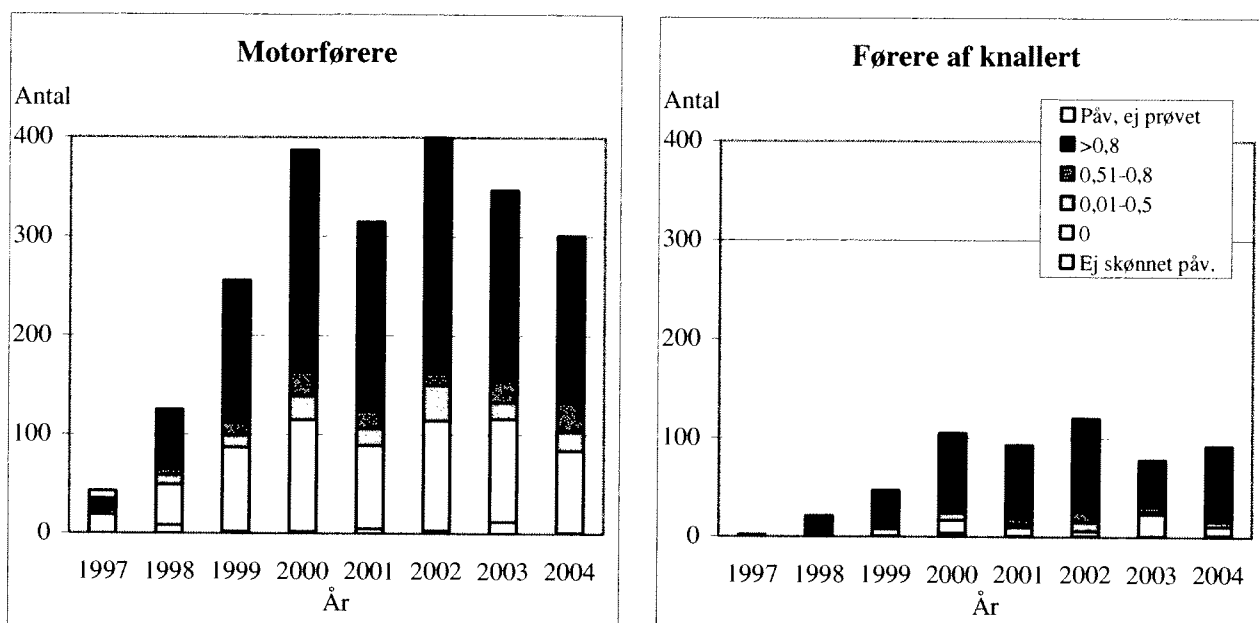 Motorførere
Antal
400
300
200
100
0
1997 1998 1999 2000 2001 2002 2003 2004
År
Førere af knallert
Antal
400
300
200
100
0
Påv, ej prøvet
>0,8
0,51-0,8
0,01-0,5
0
Ej skønnet påv.
1997 1998 1999 2000 2001 2002 2003 2004
År